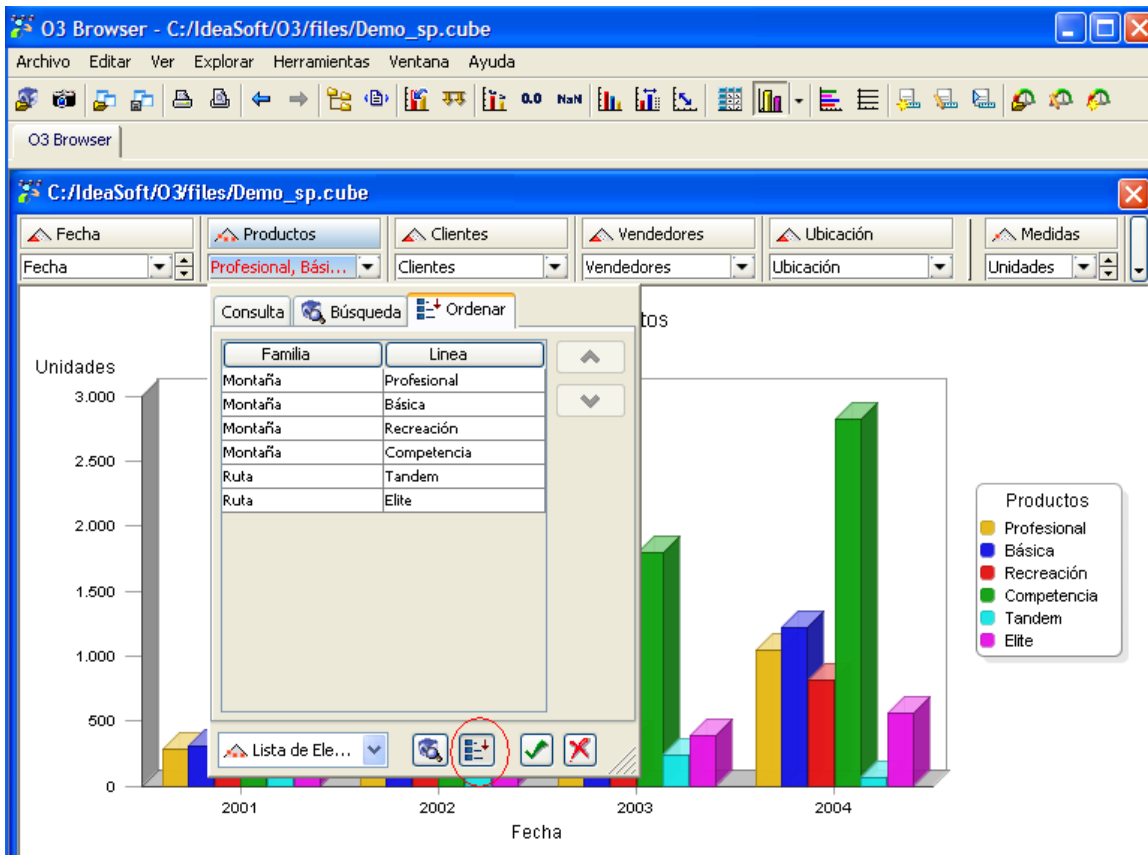 O3 Browser - C:/IdeaSoft/O3/files/Demo_sp.cube
Archivo Editar Ver Explorar Herramientas Ventana Ayuda
0.0 NaN
O3 Browser
C:/IdeaSoft/O3/files/Demo_sp.cube
Fecha Productos Clientes Vendedores Ubicación Medidas
Fecha Profesional, Bási... Clientes Vendedores Ubicación Unidades
Consulta Búsqueda Ordenar
tos
Familia Linea
Montaña Profesional
Montaña Básica
Montaña Recreación
Montaña Competencia
Ruta Tandem
Ruta Elite
Lista de Ele...
Unidades
3.000
2.500
2.000
1.500
1.000
500
0
2001 2002 2003 2004
Fecha
Productos
Profesional
Básica
Recreación
Competencia
Tandem
Elite